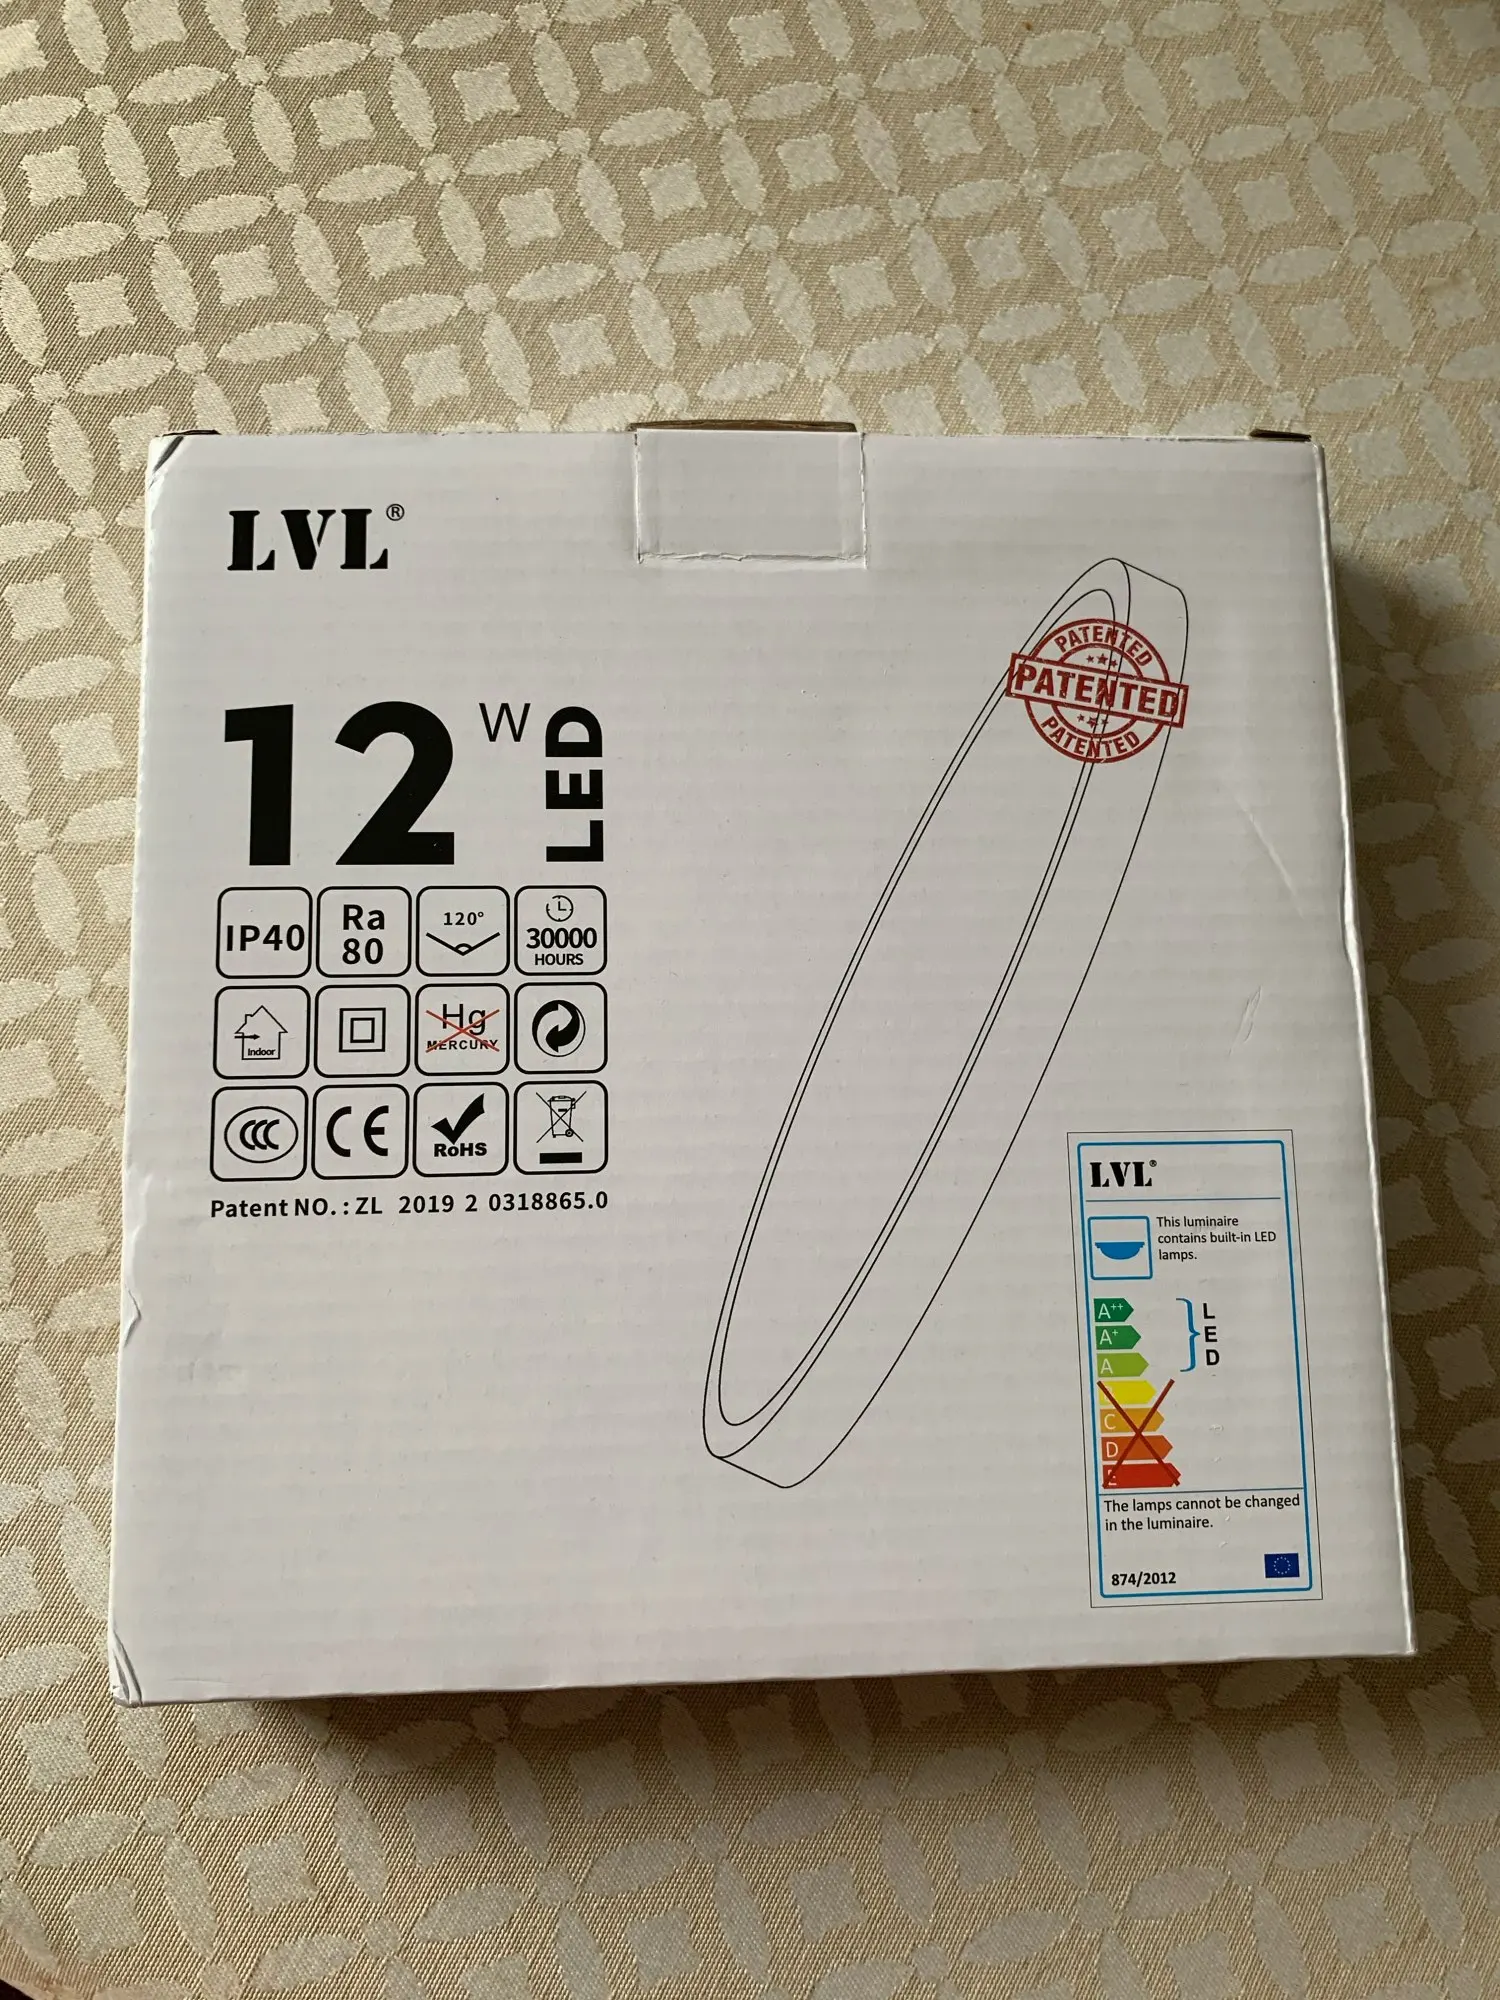 LVL®
12 W LED
IP40
Ra
80
120°
30000
HOURS
Indoor
Hg
MERCURY
CCC
CE
RoHS
Patent NO.: ZL 2019 2 0318865.0
PATENTED
PATENTED
PATENTED
LVL®
This luminaire
contains built-in LED
lamps.
A++
A+
A
C
D
E
L
E
D
The lamps cannot be changed
in the luminaire.
874/2012